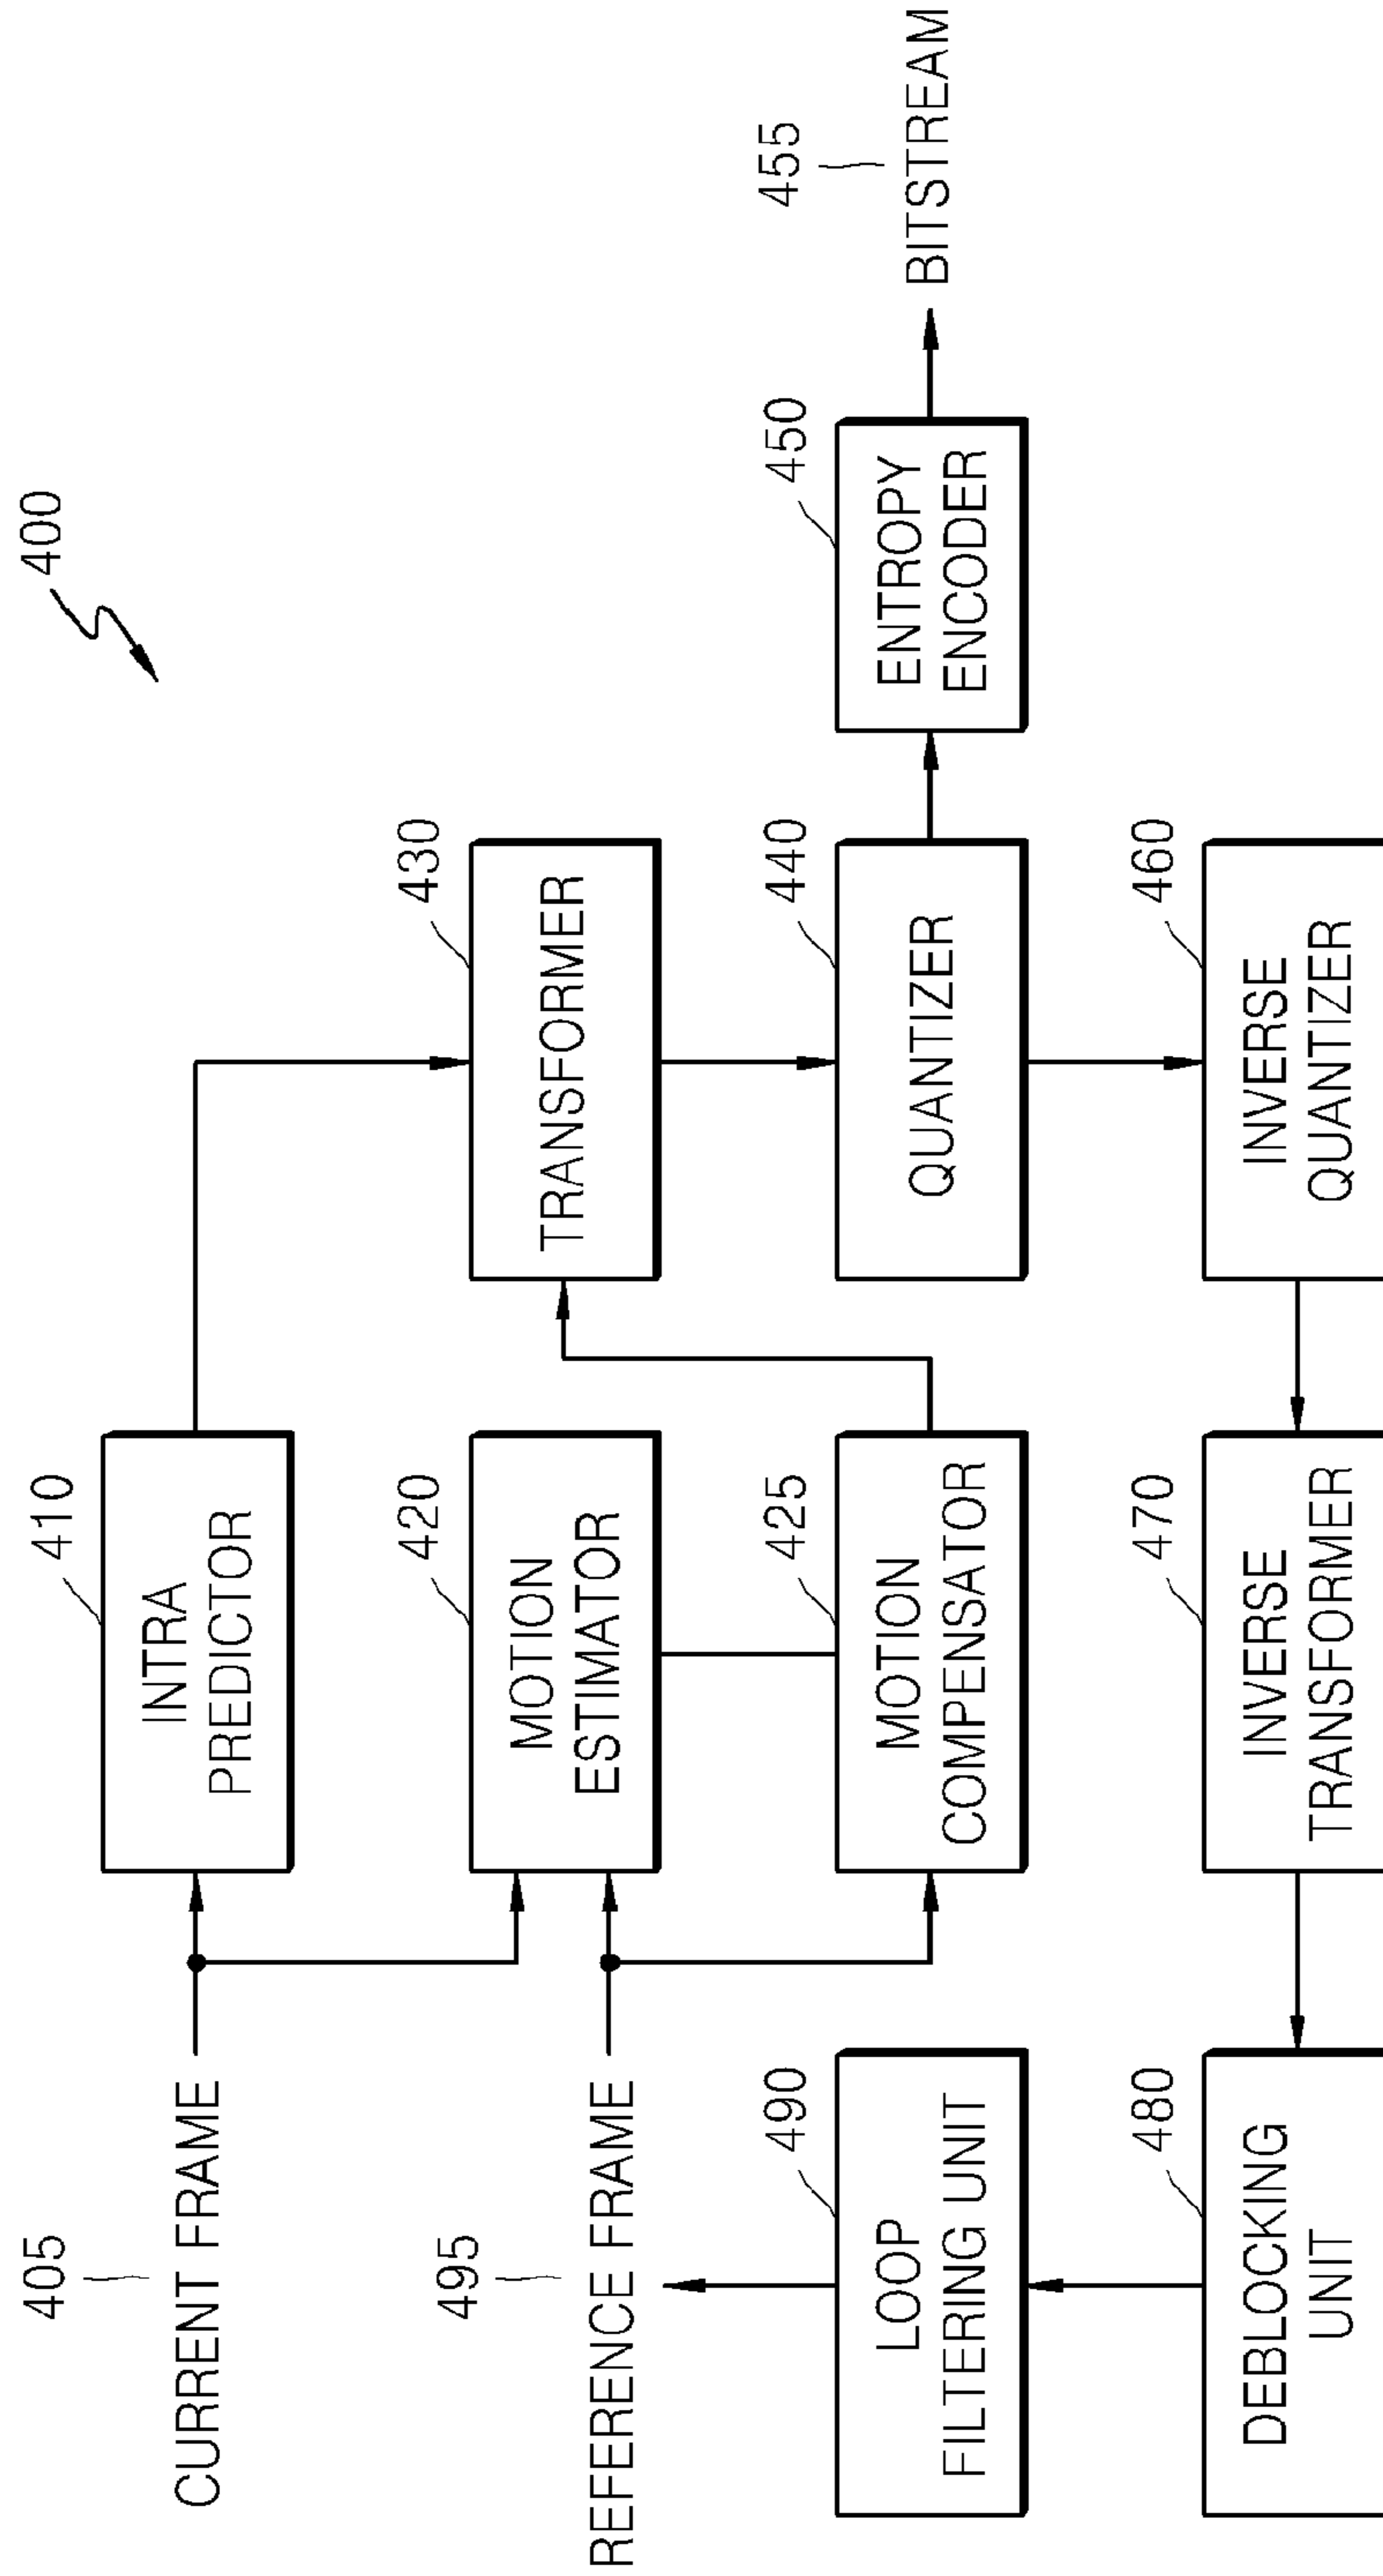 400
405
CURRENT FRAME
410
INTRA
PREDICTOR
495
REFERENCE FRAME
420
MOTION
ESTIMATOR
430
TRANSFORMER
490
LOOP
FILTERING UNIT
425
MOTION
COMPENSATOR
440
QUANTIZER
450
ENTROPY
ENCODER
455
BITSTREAM
480
DEBLOCKING
UNIT
470
INVERSE
TRANSFORMER
460
INVERSE
QUANTIZER